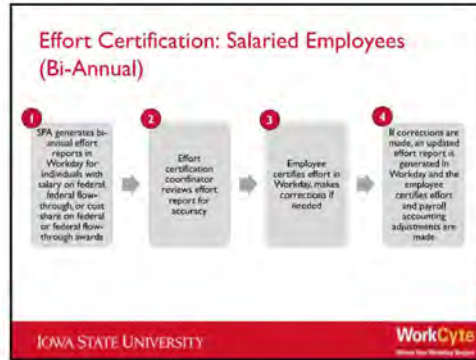 Effort Certification: Salaried Employees
(Bi-Annual)
1
SPA generates bi-
annual effort
reports in
Workday for
individuals with
salary on federal,
federal flow-
through, or cost
share on federal
or federal flow-
through awards
2
Effort
certification
coordinator
reviews effort
report for
accuracy
3
Employee
certifies effort in
Workday, makes
corrections if
needed
4
If corrections are
made, an updated
effort report is
generated in
Workday and the
employee
certifies effort
and payroll
accounting
adjustments are
made
IOWA STATE UNIVERSITY
WorkCyte